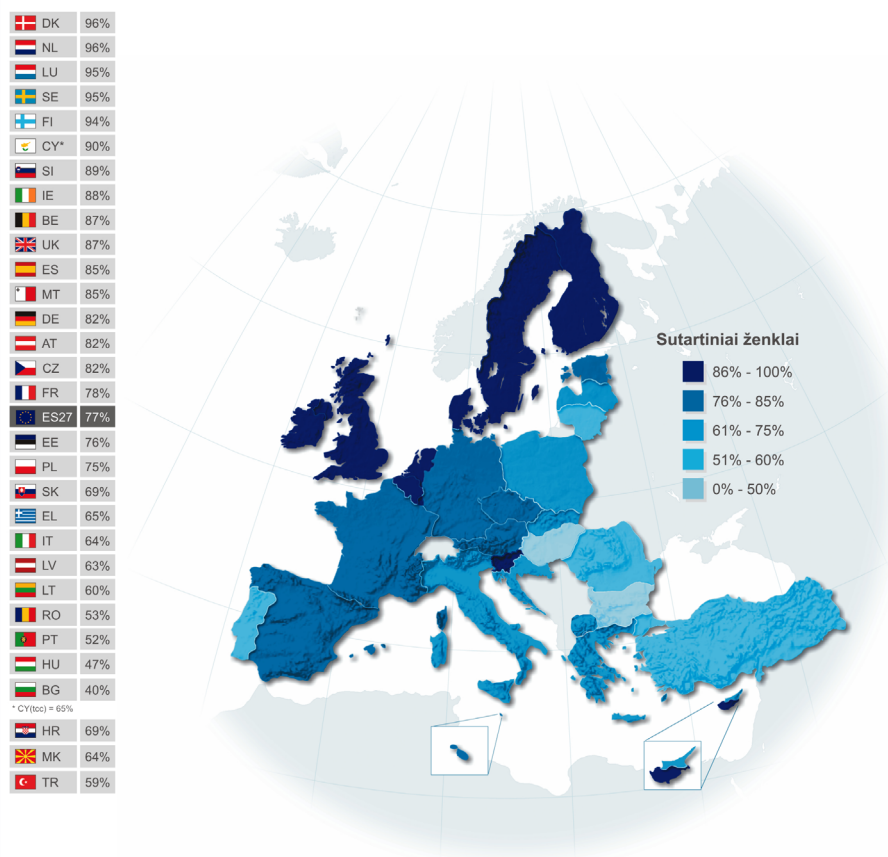 DK 96%
NL 96%
LU 95%
SE 95%
FI 94%
CY* 90%
SI 89%
IE 88%
BE 87%
UK 87%
ES 85%
MT 85%
DE 82%
AT 82%
CZ 82%
FR 78%
ES27 77%
EE 76%
PL 75%
SK 69%
EL 65%
IT 64%
LV 63%
LT 60%
RO 53%
PT 52%
HU 47%
BG 40%
* CY(tcc) = 65%
HR 69%
MK 64%
TR 59%
Sutartiniai ženklai
86% - 100%
76% - 85%
61% - 75%
51% - 60%
0% - 50%